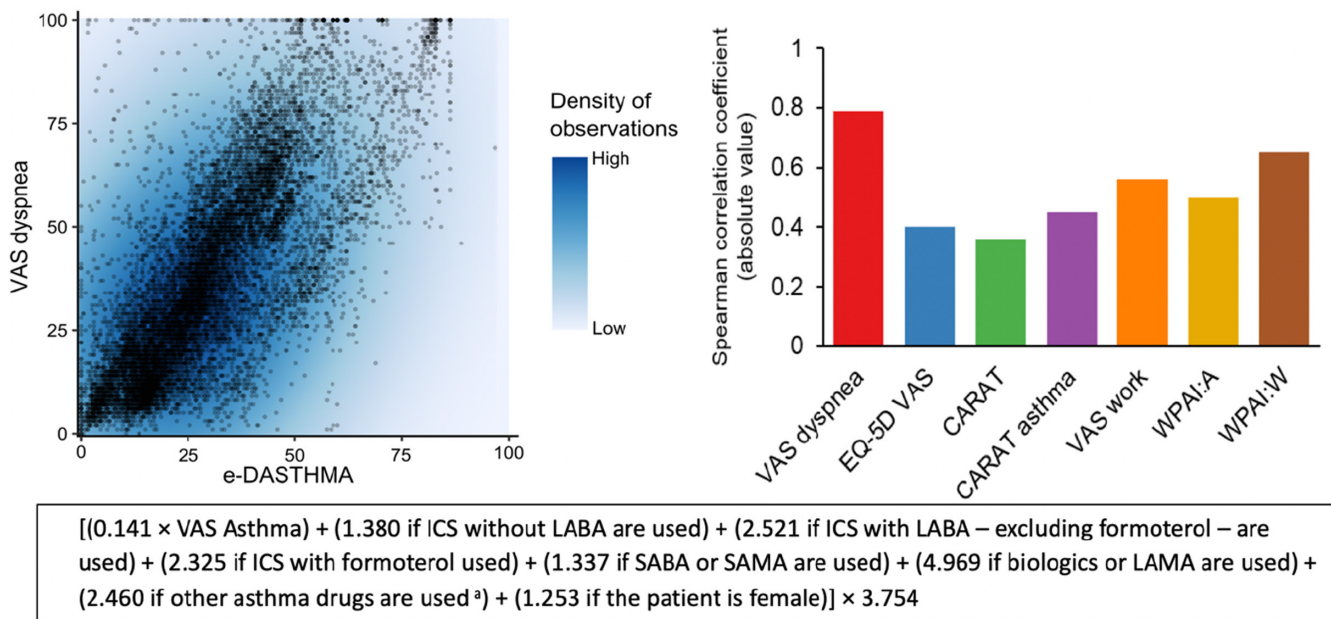 100
75
50
25
0
VAS dyspnea
0
25
50
75
100
e-DASTHMA
Density of
observations
High
Low
Spearman correlation coefficient
(absolute value)
1
0.8
0.6
0.4
0.2
0
VAS dyspnea
EQ-5D VAS
CARAT
CARAT asthma
VAS work
WPAI:A
WPAI:W
[(0.141 × VAS Asthma) + (1.380 if ICS without LABA are used) + (2.521 if ICS with LABA – excluding formoterol – are
used) + (2.325 if ICS with formoterol used) + (1.337 if SABA or SAMA are used) + (4.969 if biologics or LAMA are used) +
(2.460 if other asthma drugs are used ᵃ) + (1.253 if the patient is female)] × 3.754